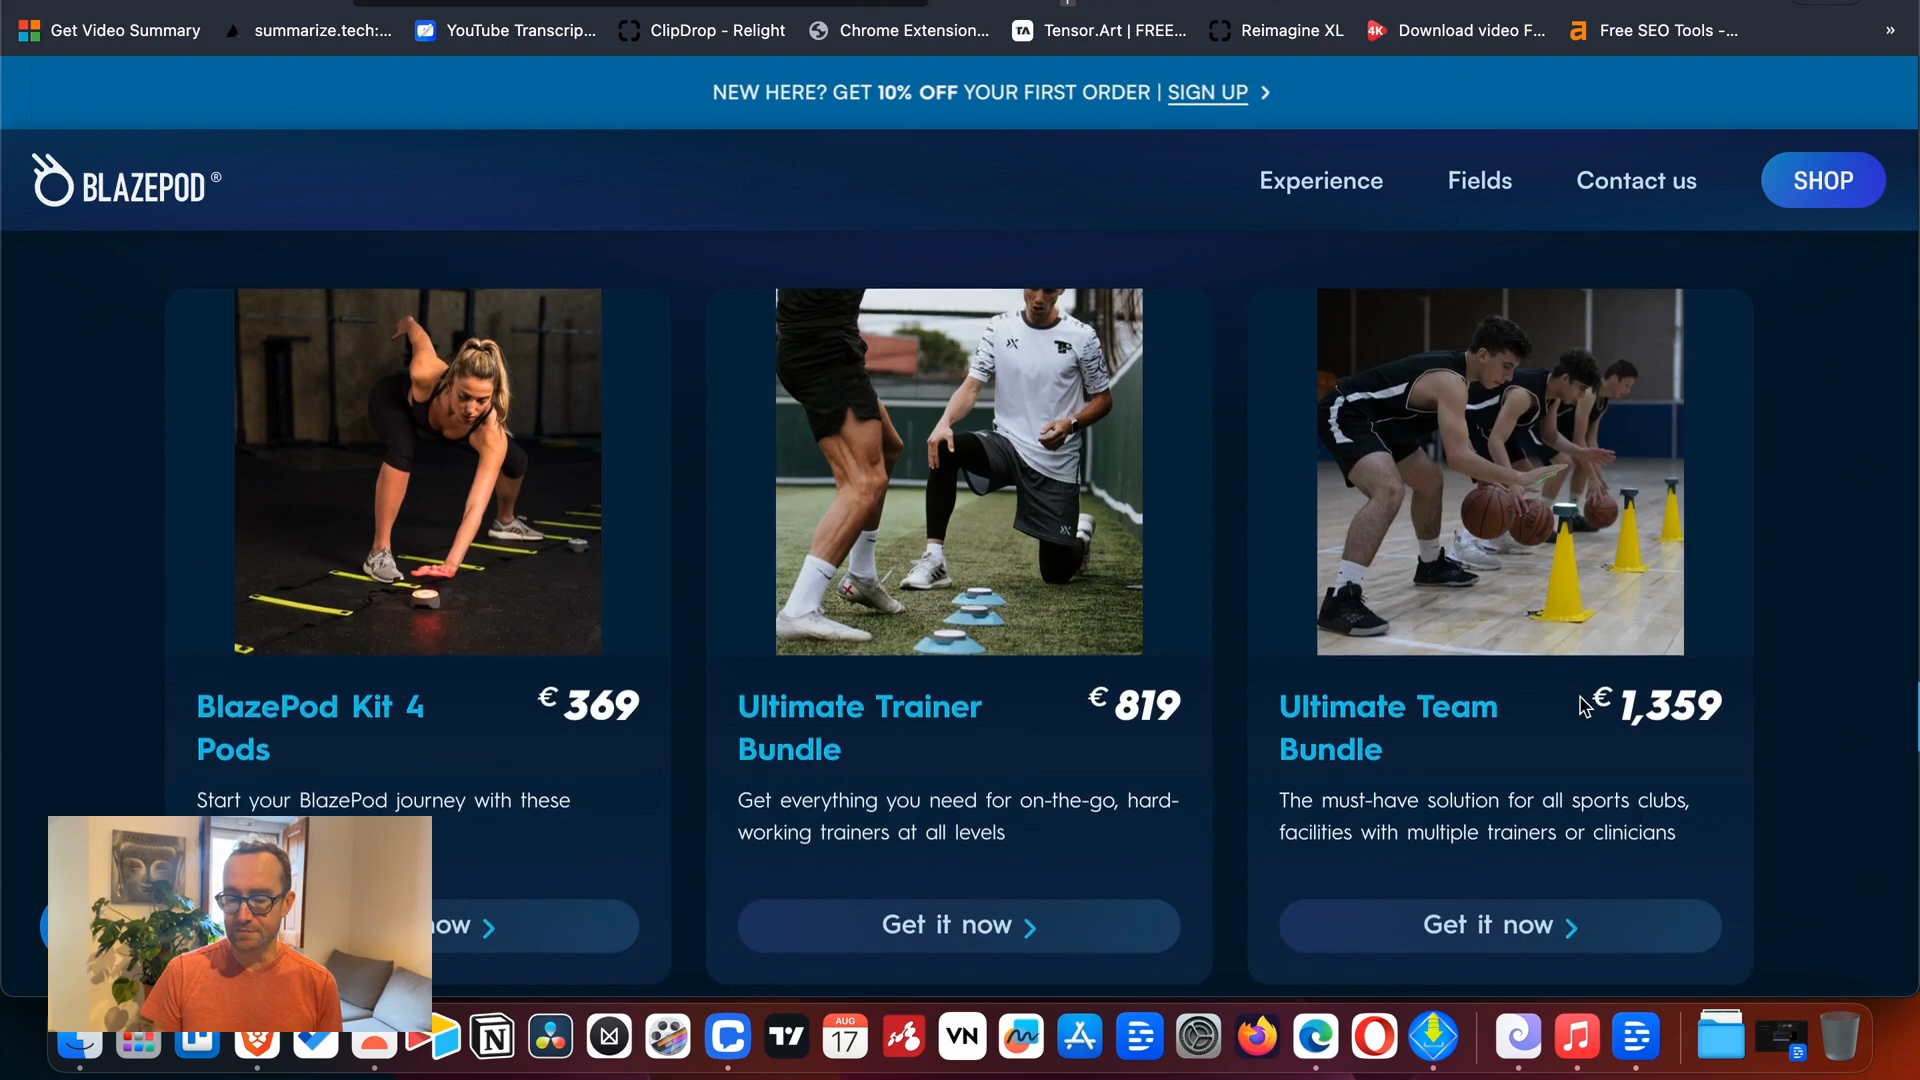 Get Video Summary
summarize.tech:...
YouTube Transcrip...
ClipDrop - Relight
Chrome Extension...
TA
Tensor.Art | FREE...
Reimagine XL
4K
Download video F...
Free SEO Tools -...
»
NEW HERE? GET 10% OFF YOUR FIRST ORDER | SIGN UP >
BLAZEPOD ®
Experience
Fields
Contact us
SHOP
BlazePod Kit 4
Pods
€ 369
Start your BlazePod journey with these
now >
Ultimate Trainer
Bundle
€ 819
Get everything you need for on-the-go, hard-
working trainers at all levels
Get it now >
Ultimate Team
Bundle
€ 1,359
The must-have solution for all sports clubs,
facilities with multiple trainers or clinicians
Get it now >
AUG
17
VN